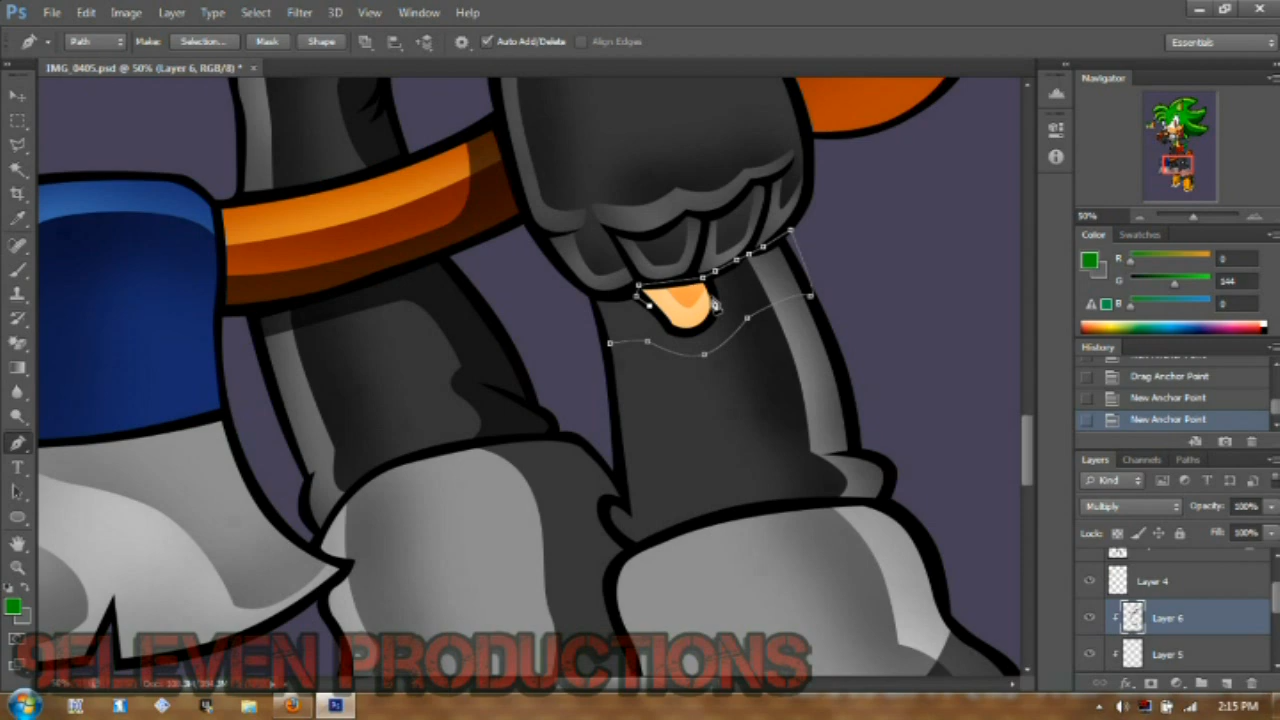 Ps File Edit Image Layer Type Select Filter 3D View Window Help
Path Make: Selection... Mask Shape Auto Add/Delete Align Edges Essentials
IMG_0405.psd @ 50% (Layer 6, RGB/8) *
Navigator
50%
Color Swatches
R 0
G 144
B 0
History
Drag Anchor Point
New Anchor Point
New Anchor Point
Layers Channels Paths
Kind
Multiply Opacity: 100%
Lock: Fill: 100%
Layer 4
Layer 6
Layer 5
9ELEVEN PRODUCTIONS
2:15 PM